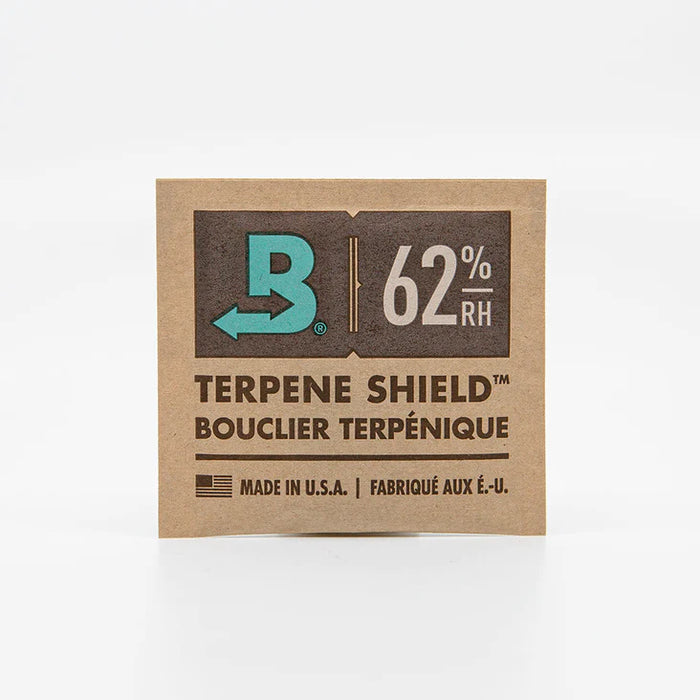 B® 62% RH
TERPENE SHIELD™
BOUCLIER TERPÉNIQUE
MADE IN U.S.A. | FABRIQUÉ AUX É.-U.